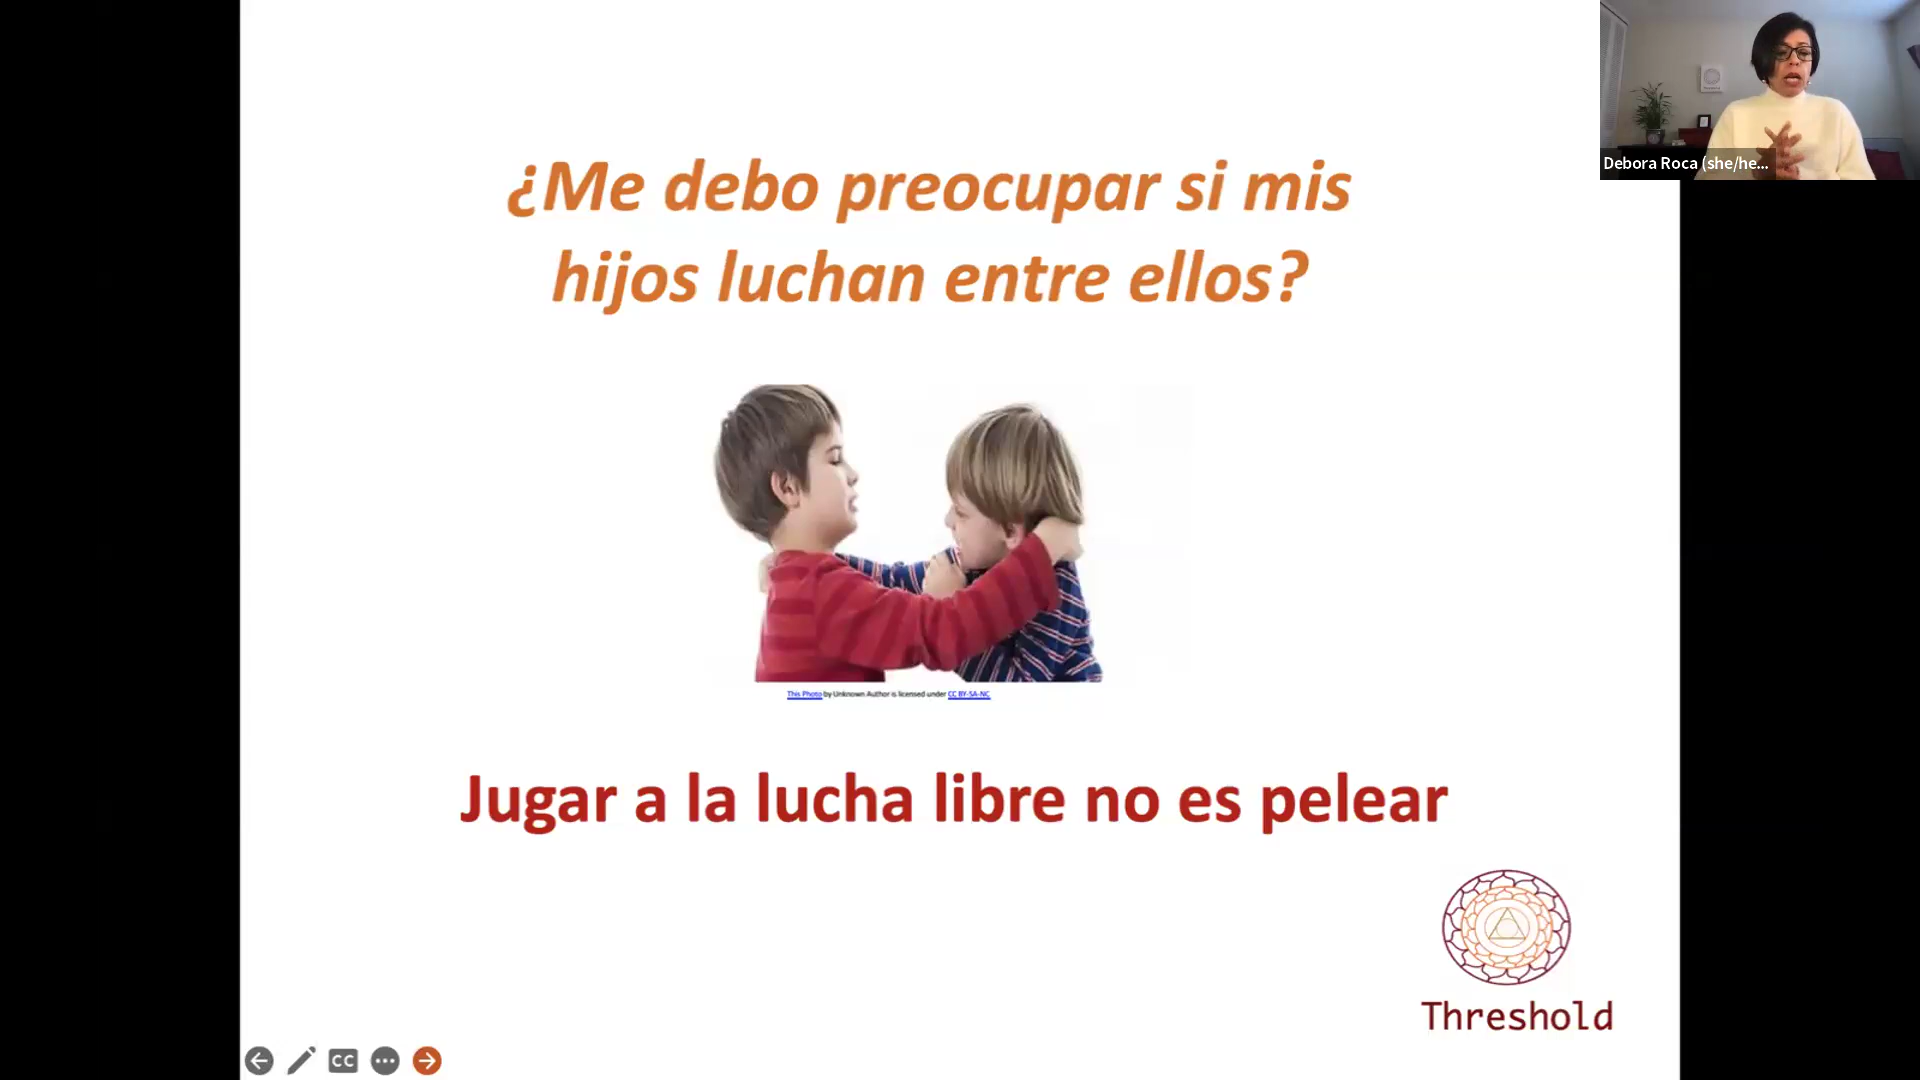 ¿Me debo preocupar si mis
hijos luchan entre ellos?
This Photo by Unknown Author is licensed under CC BY-SA-NC
Jugar a la lucha libre no es pelear
Threshold
Debora Roca (she/he...
CC